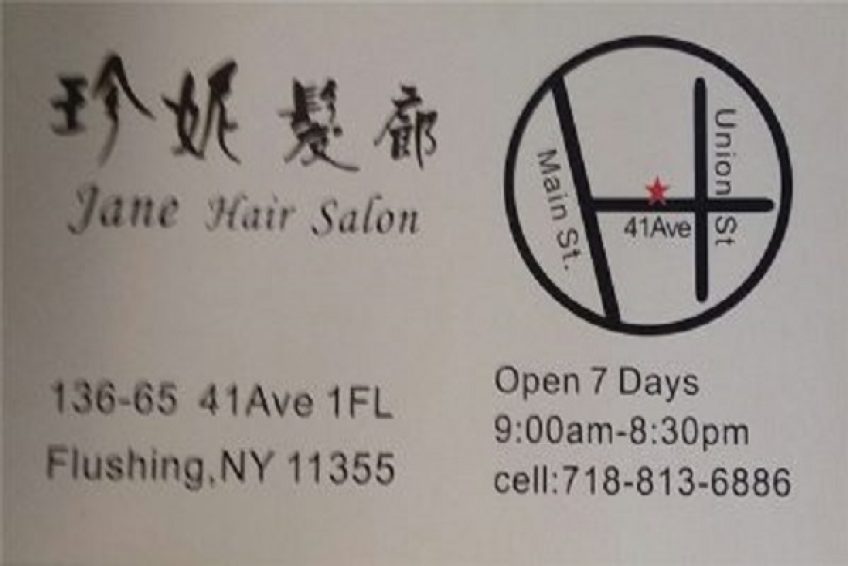 珍妮髮廊
Jane Hair Salon
Main St.
Union St
41Ave
136-65 41Ave 1FL
Flushing,NY 11355
Open 7 Days
9:00am-8:30pm
cell:718-813-6886